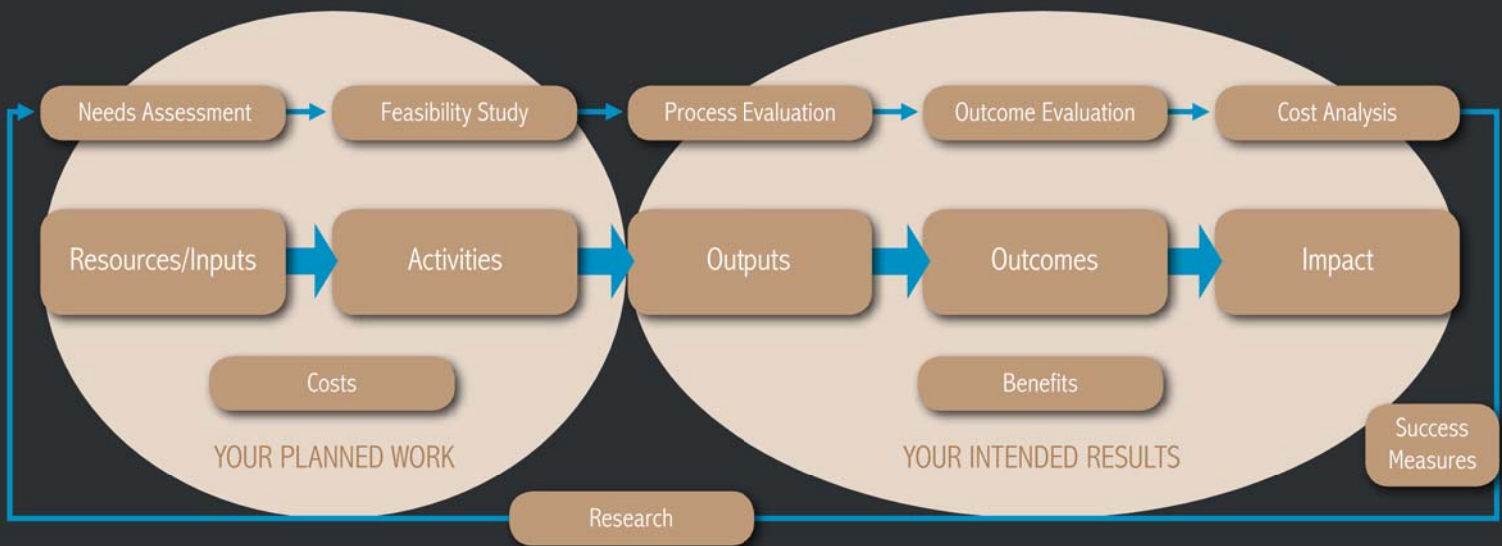 Needs Assessment
Feasibility Study
Process Evaluation
Outcome Evaluation
Cost Analysis
Resources/Inputs
Activities
Outputs
Outcomes
Impact
Costs
Benefits
YOUR PLANNED WORK
YOUR INTENDED RESULTS
Success
Measures
Research